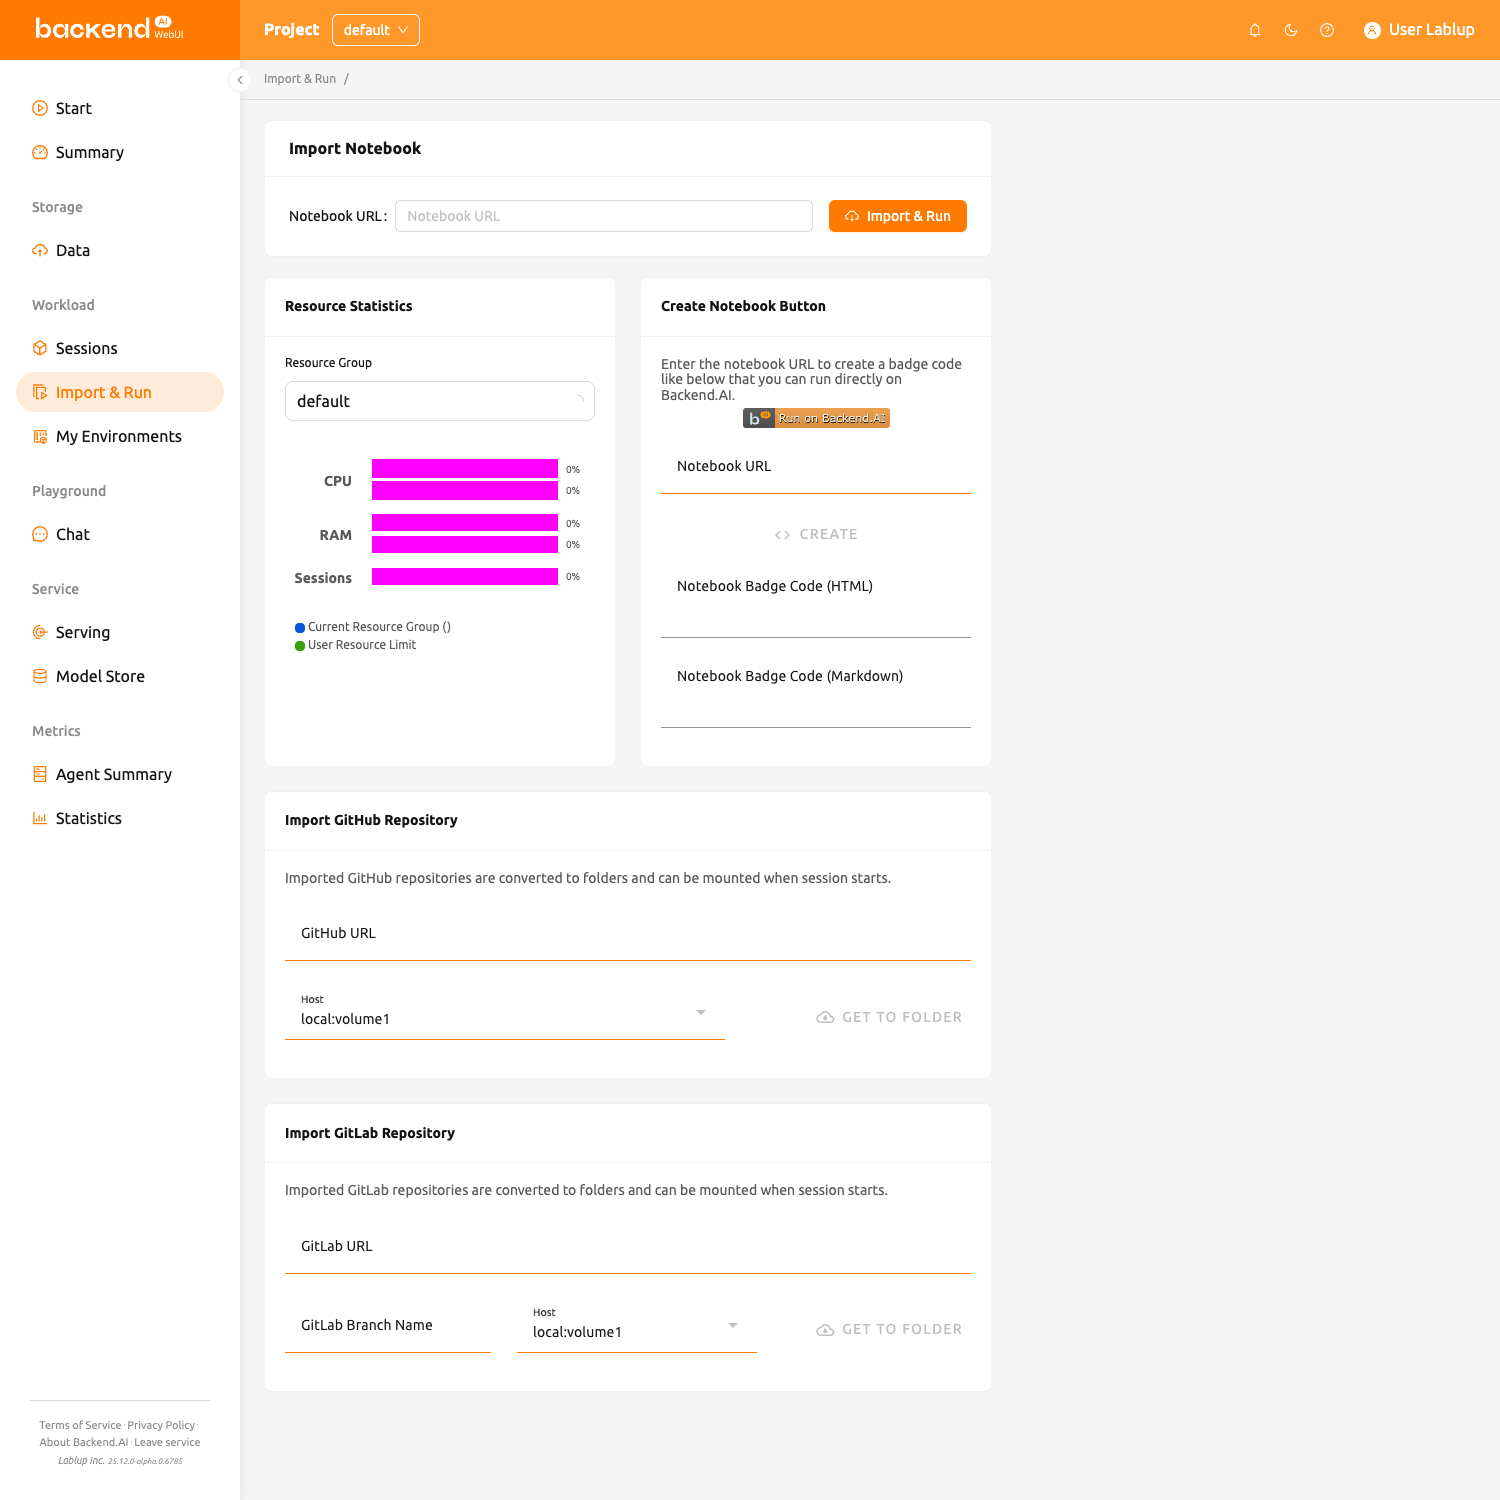 backend AI WebUI
Project default
User Lablup
Import & Run /
Start
Summary
Storage
Data
Workload
Sessions
Import & Run
My Environments
Playground
Chat
Service
Serving
Model Store
Metrics
Agent Summary
Statistics
Terms of Service · Privacy Policy ·
About Backend.AI · Leave service
Lablup Inc. 25.12.0-alpha.0.6785
Import Notebook
Notebook URL: Notebook URL Import & Run
Resource Statistics
Resource Group
default
CPU 0%
0%
RAM 0%
0%
Sessions 0%
Current Resource Group ()
User Resource Limit
Create Notebook Button
Enter the notebook URL to create a badge code
like below that you can run directly on
Backend.AI.
b AI Run on Backend.AI
Notebook URL
<> CREATE
Notebook Badge Code (HTML)
Notebook Badge Code (Markdown)
Import GitHub Repository
Imported GitHub repositories are converted to folders and can be mounted when session starts.
GitHub URL
Host
local:volume1
GET TO FOLDER
Import GitLab Repository
Imported GitLab repositories are converted to folders and can be mounted when session starts.
GitLab URL
GitLab Branch Name
Host
local:volume1
GET TO FOLDER